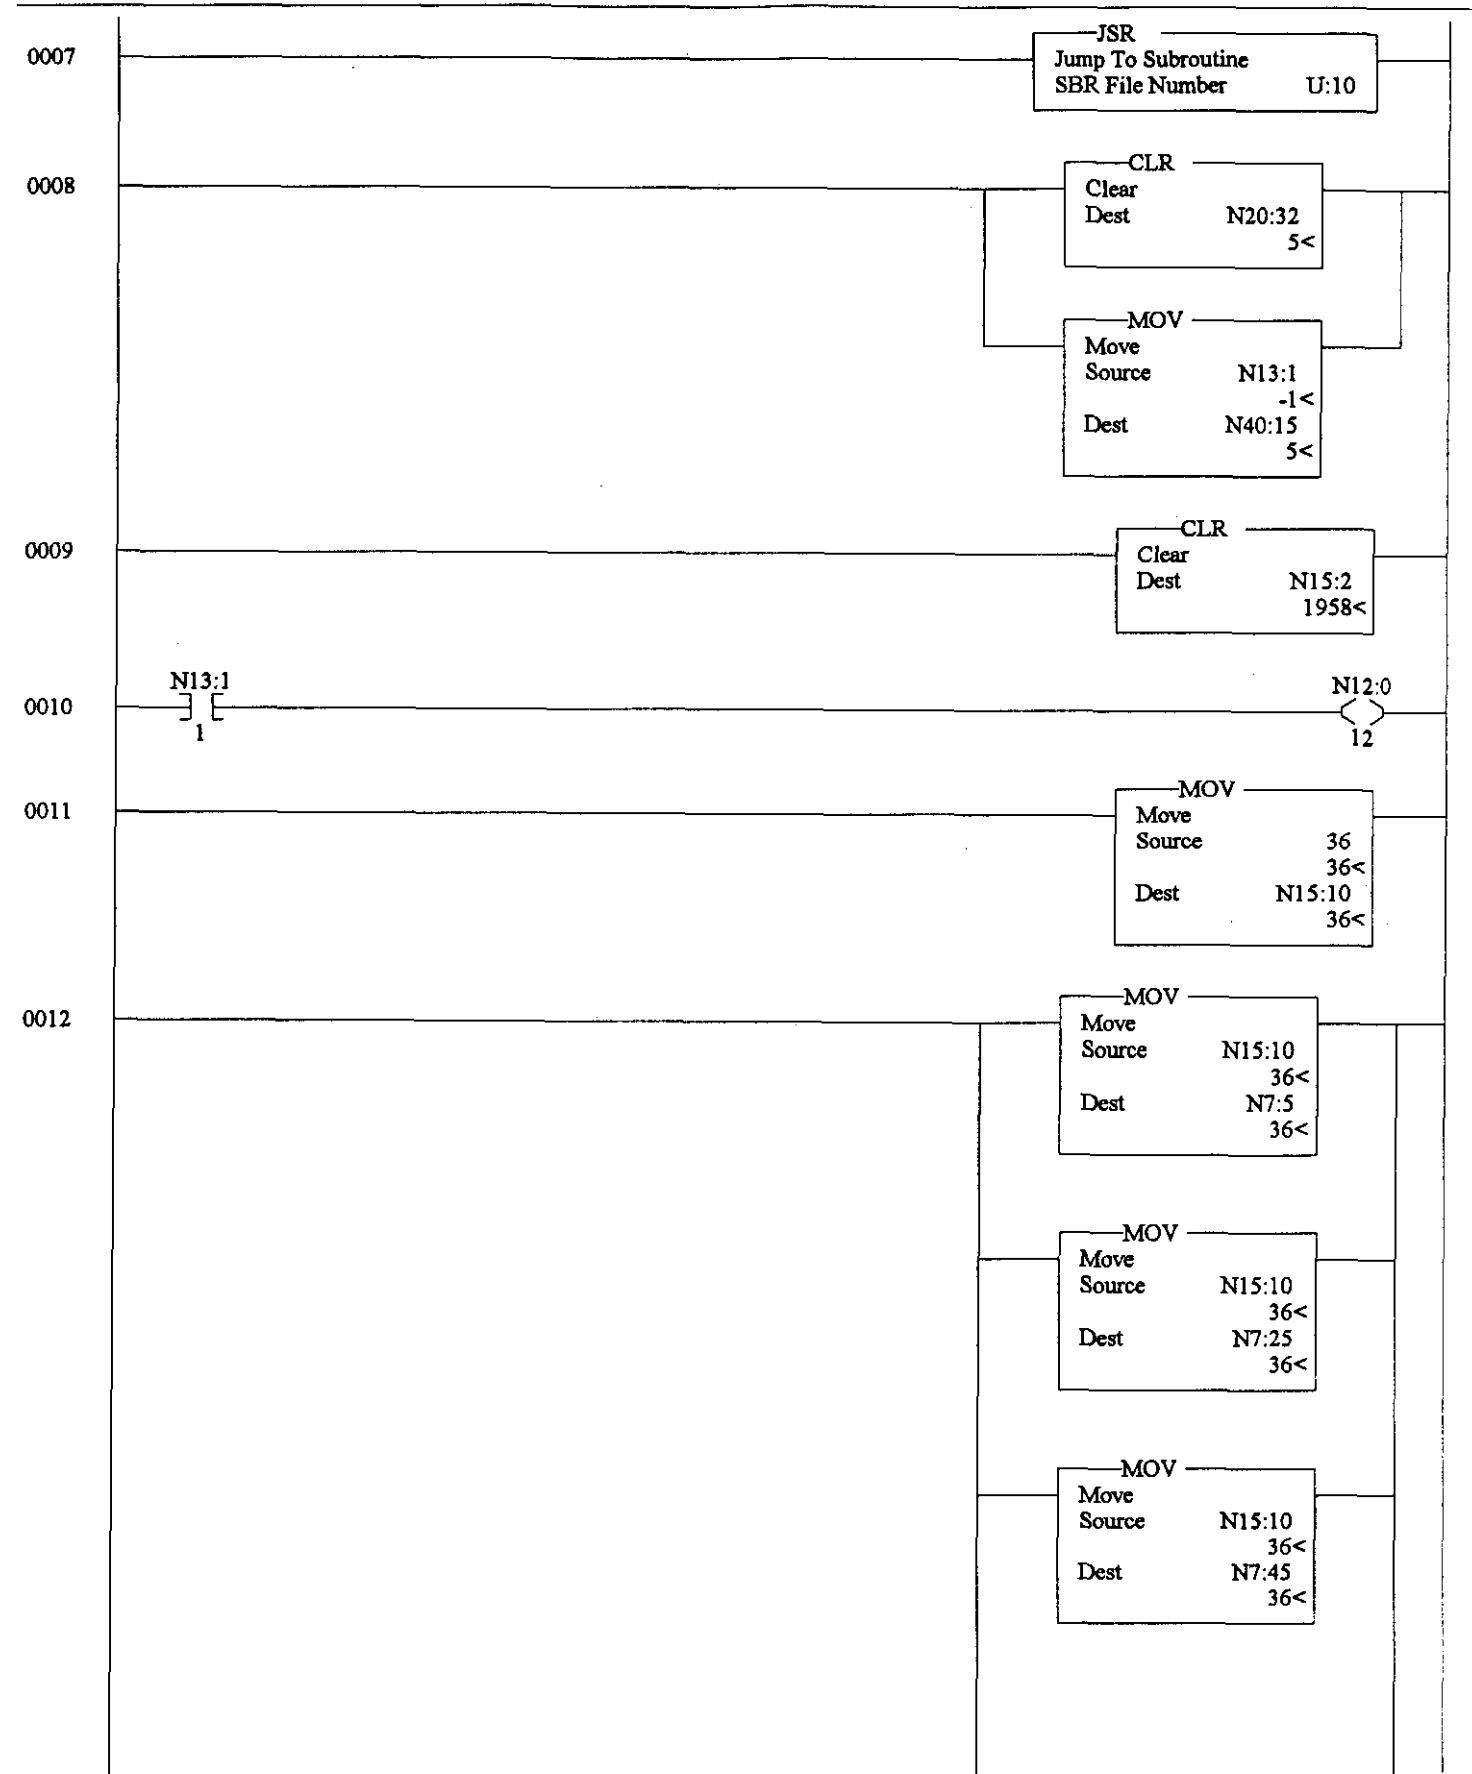 0007
JSR
Jump To Subroutine
SBR File Number U:10
0008
CLR
Clear
Dest N20:32
5<
MOV
Move
Source N13:1
-1<
Dest N40:15
5<
0009
CLR
Clear
Dest N15:2
1958<
0010
N13:1
1
N12:0
12
0011
MOV
Move
Source 36
36<
Dest N15:10
36<
0012
MOV
Move
Source N15:10
36<
Dest N7:5
36<
MOV
Move
Source N15:10
36<
Dest N7:25
36<
MOV
Move
Source N15:10
36<
Dest N7:45
36<